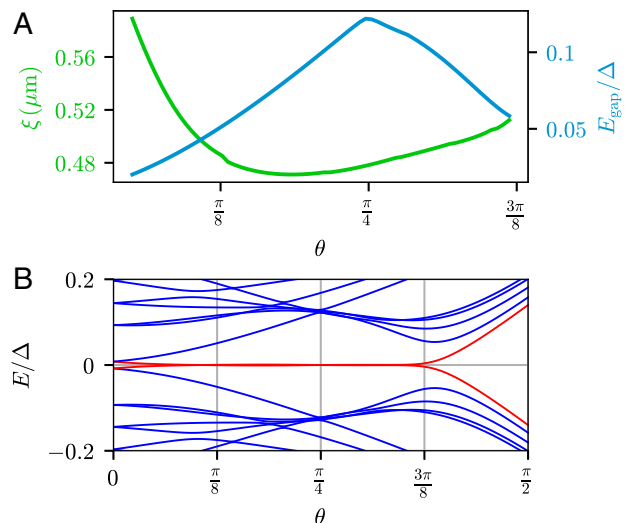 A
0.56
0.52
0.48
ξ (μm)
0.1
0.05
E_gap/Δ
π/8
π/4
3π/8
θ
B
0.2
0
−0.2
E/Δ
0
π/8
π/4
3π/8
π/2
θ